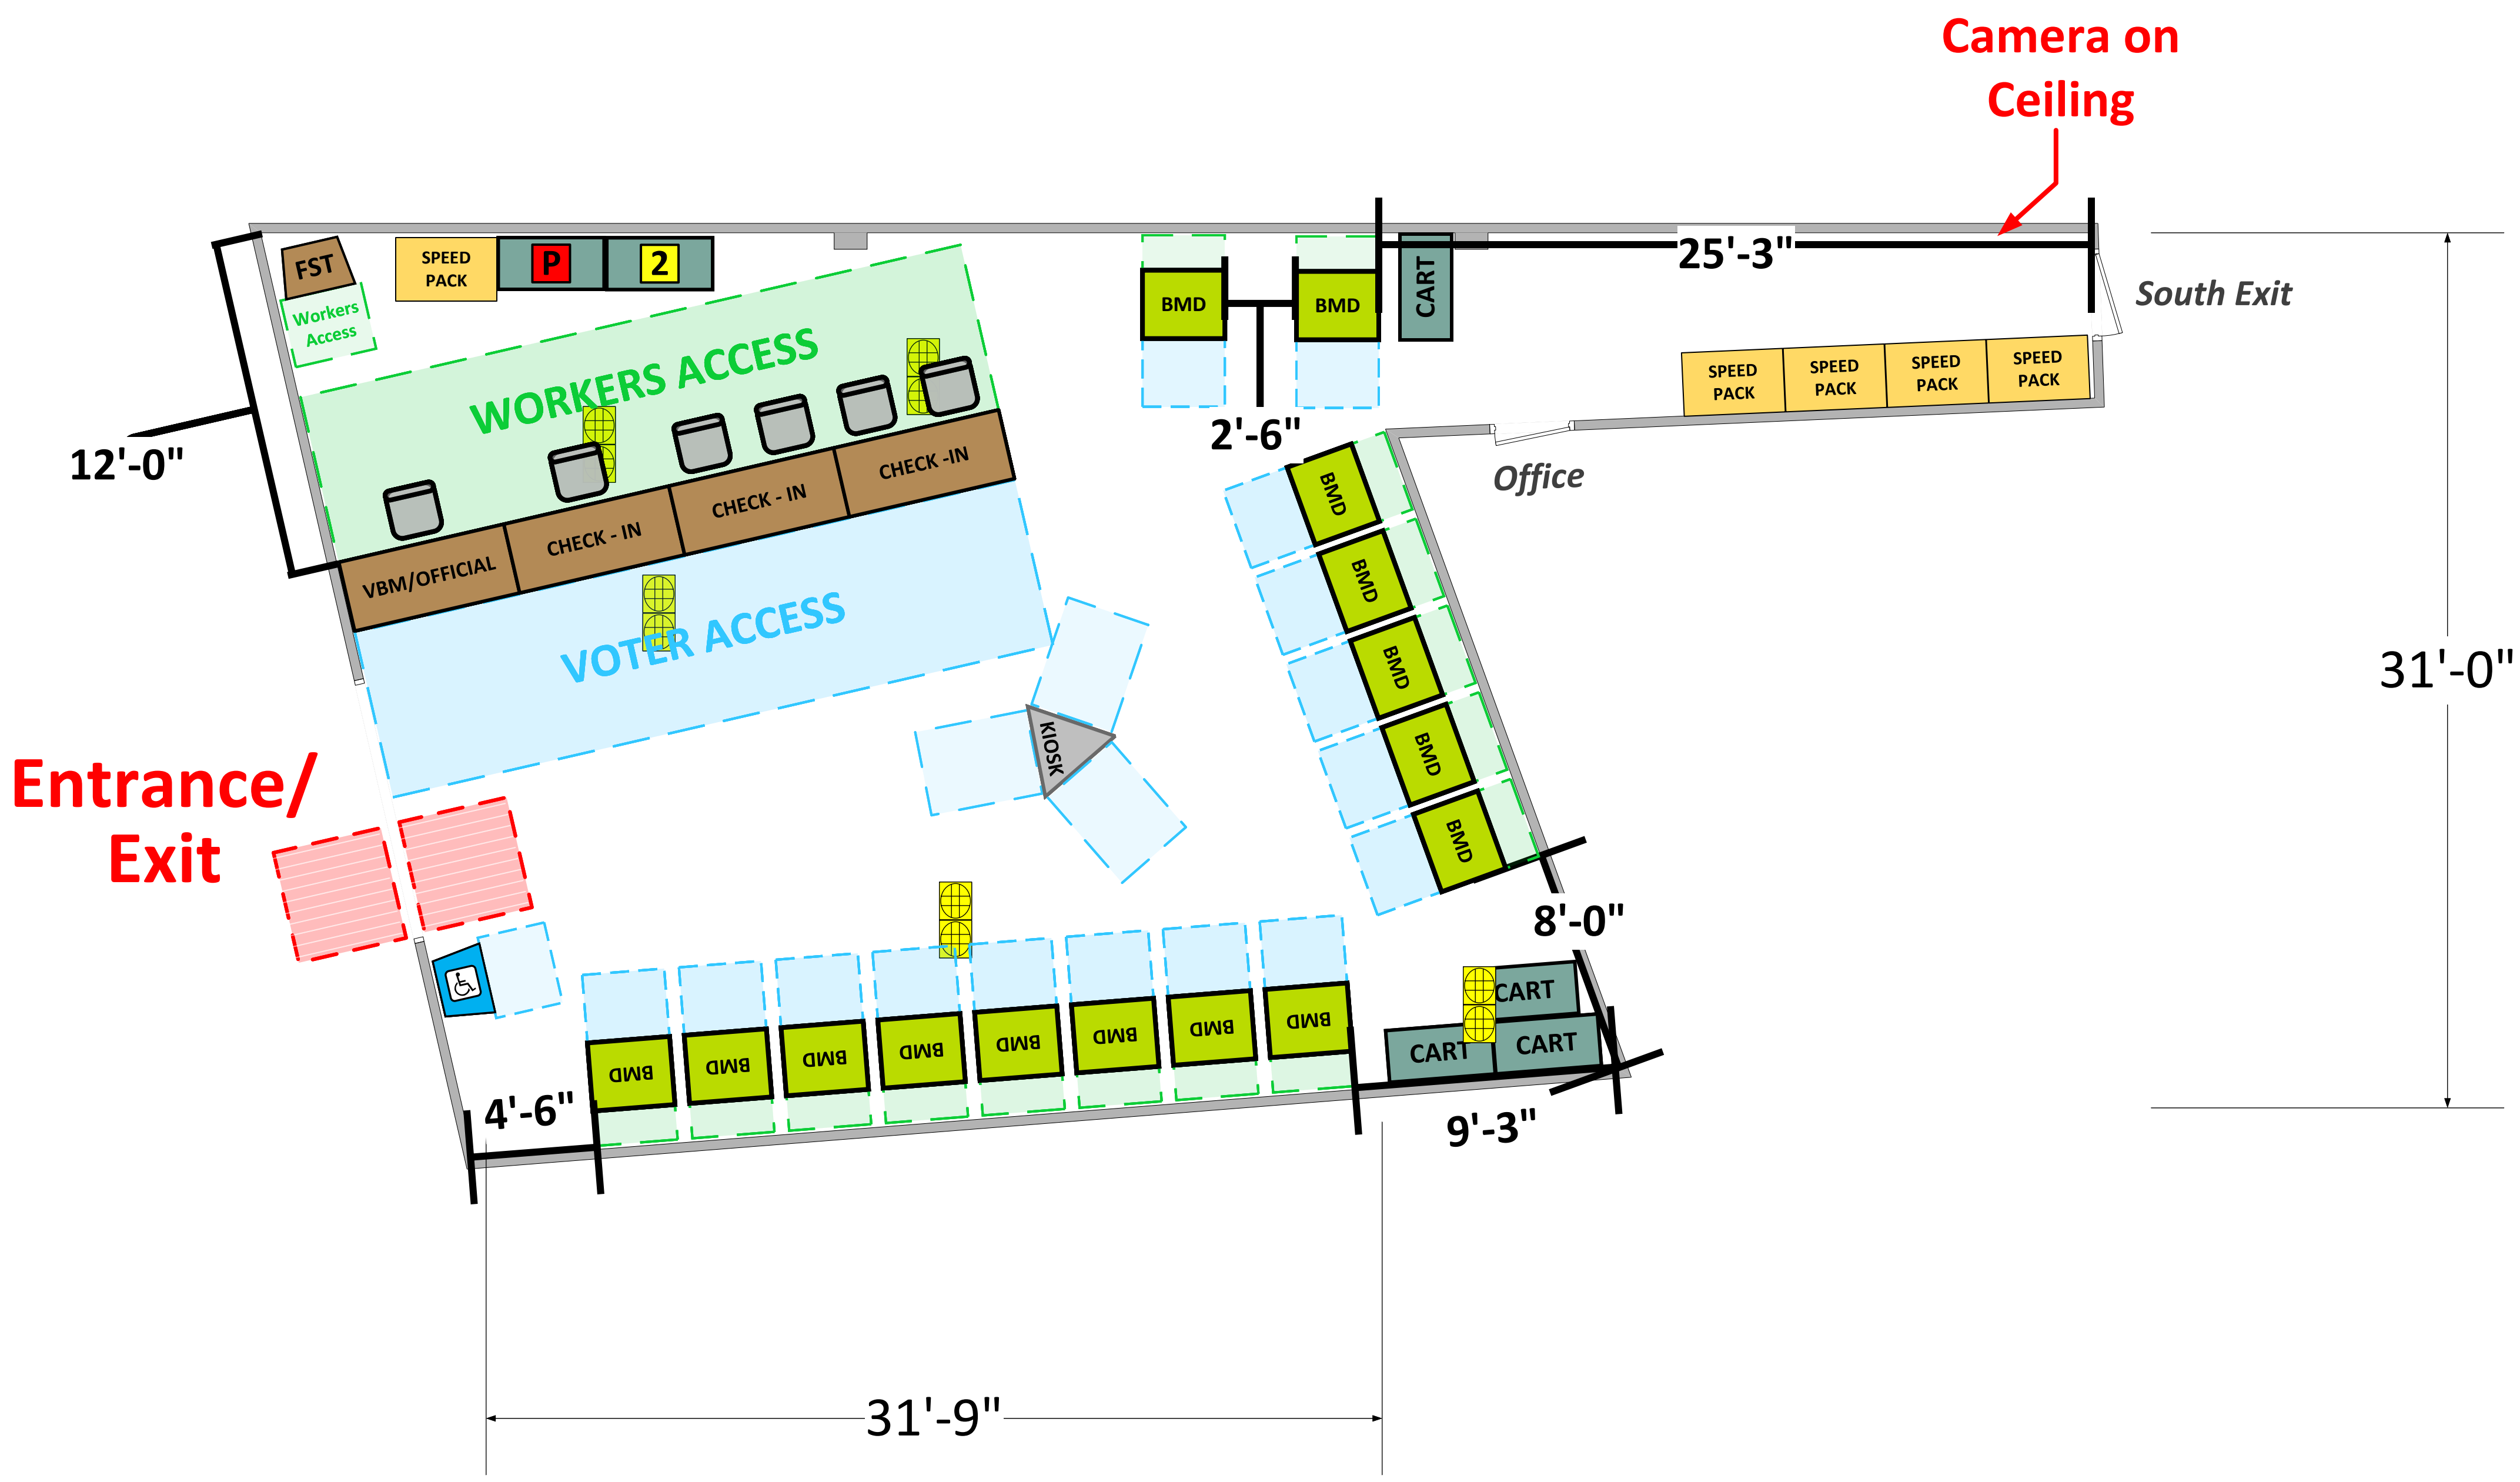 Camera on
Ceiling
25'-3"
South Exit
FST
Workers
Access
SPEED
PACK
P
2
BMD
BMD
CART
2'-6"
WORKERS ACCESS
12'-0"
SPEED
PACK
SPEED
PACK
SPEED
PACK
SPEED
PACK
Office
VBM/OFFICIAL
CHECK - IN
CHECK - IN
CHECK -IN
VOTER ACCESS
BMD
BMD
BMD
BMD
BMD
KIOSK
31'-0"
Entrance/
Exit
8'-0"
BMD
BMD
BMD
BMD
BMD
BMD
BMD
BMD
CART
CART
CART
4'-6"
9'-3"
31'-9"